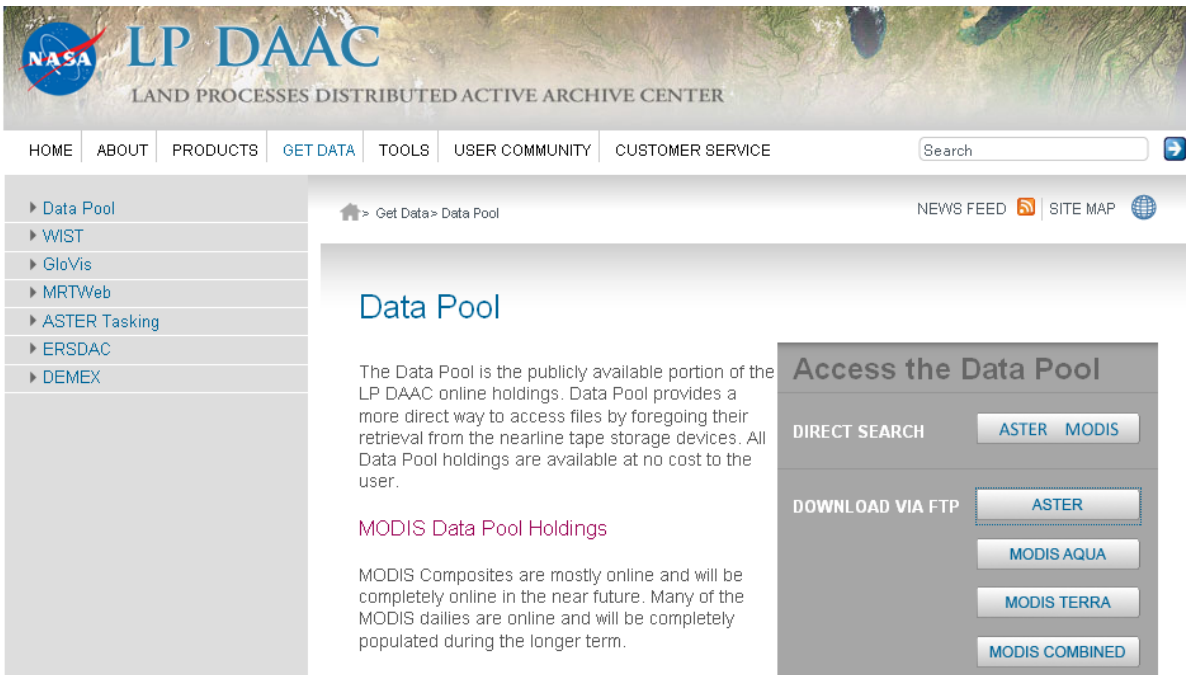 NASA
LP DAAC
LAND PROCESSES DISTRIBUTED ACTIVE ARCHIVE CENTER
HOME ABOUT PRODUCTS GET DATA TOOLS USER COMMUNITY CUSTOMER SERVICE Search
Data Pool
WIST
GloVis
MRTWeb
ASTER Tasking
ERSDAC
DEMEX
> Get Data> Data Pool
NEWS FEED SITE MAP
Data Pool
The Data Pool is the publicly available portion of the
LP DAAC online holdings. Data Pool provides a
more direct way to access files by foregoing their
retrieval from the nearline tape storage devices. All
Data Pool holdings are available at no cost to the
user.
MODIS Data Pool Holdings
MODIS Composites are mostly online and will be
completely online in the near future. Many of the
MODIS dailies are online and will be completely
populated during the longer term.
Access the Data Pool
DIRECT SEARCH ASTER MODIS
DOWNLOAD VIA FTP ASTER
MODIS AQUA
MODIS TERRA
MODIS COMBINED